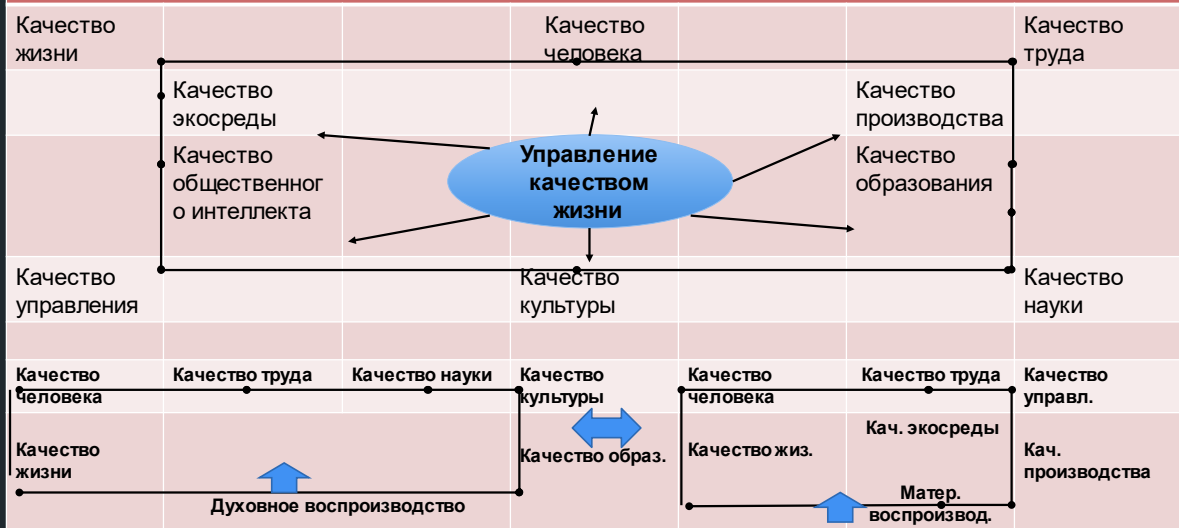 Качество
жизни
Качество
человека
Качество
труда
Качество
экосреды
Качество
производства
Качество
общественног
о интеллекта
Управление
качеством
жизни
Качество
образования
Качество
управления
Качество
культуры
Качество
науки
Качество
человека
Качество труда
Качество науки
Качество
культуры
Качество
человека
Качество труда
Качество
управл.
Качество
жизни
Качество образ.
Качество жиз.
Кач. экосреды
Кач.
производства
Духовное воспроизводство
Матер.
воспроизвод.